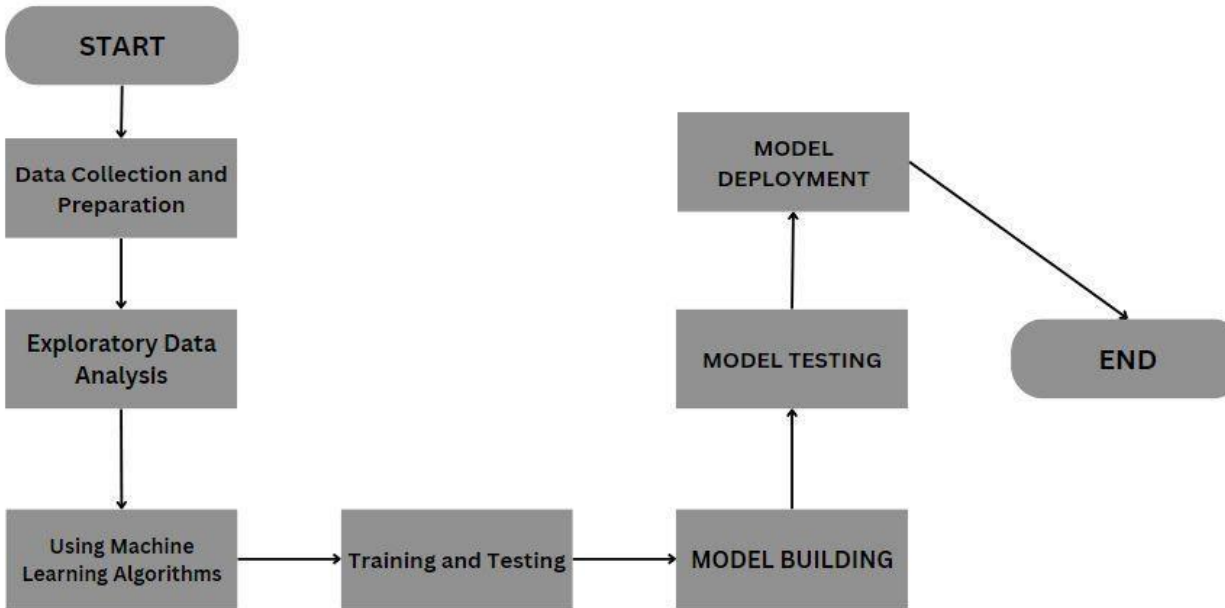 START
Data Collection and
Preparation
Exploratory Data
Analysis
Using Machine
Learning Algorithms
Training and Testing
MODEL BUILDING
MODEL TESTING
MODEL
DEPLOYMENT
END